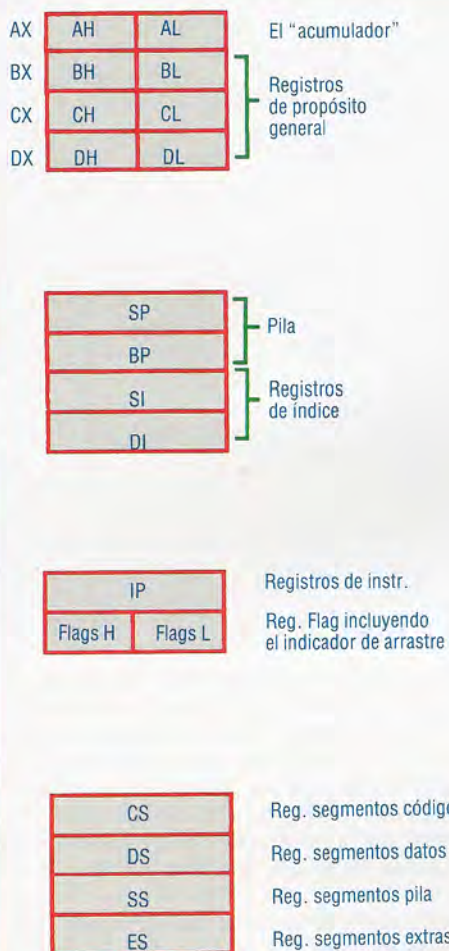 AX AH AL El "acumulador"
BX BH BL
CX CH CL
DX DH DL
Registros
de propósito
general
SP
BP
Pila
SI
DI
Registros
de índice
IP Registros de instr.
Flags H Flags L
Reg. Flag incluyendo
el indicador de arrastre
CS Reg. segmentos código
DS Reg. segmentos datos
SS Reg. segmentos pila
ES Reg. segmentos extras